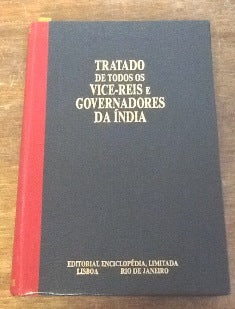 TRATADO
DE TODOS OS
VICE-REIS E
GOVERNADORES
DA ÍNDIA
EDITORIAL ENCICLOPÉDIA, LIMITADA
LISBOA RIO DE JANEIRO